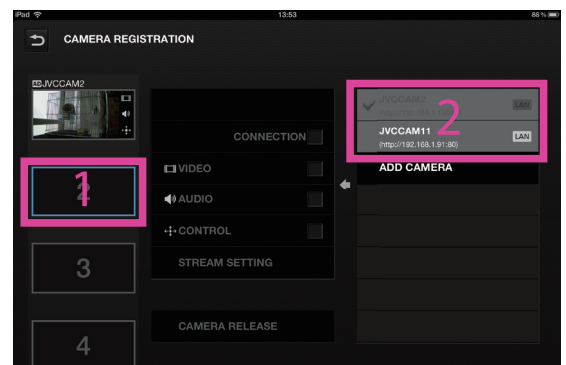 iPad 13:53 88%
CAMERA REGISTRATION
JVCCAM2
JVCCAM2 LAN
2
CONNECTION
JVCCAM11 LAN
(http://192.168.1.91:80)
VIDEO
ADD CAMERA
1
2
AUDIO
CONTROL
3
STREAM SETTING
CAMERA RELEASE
4